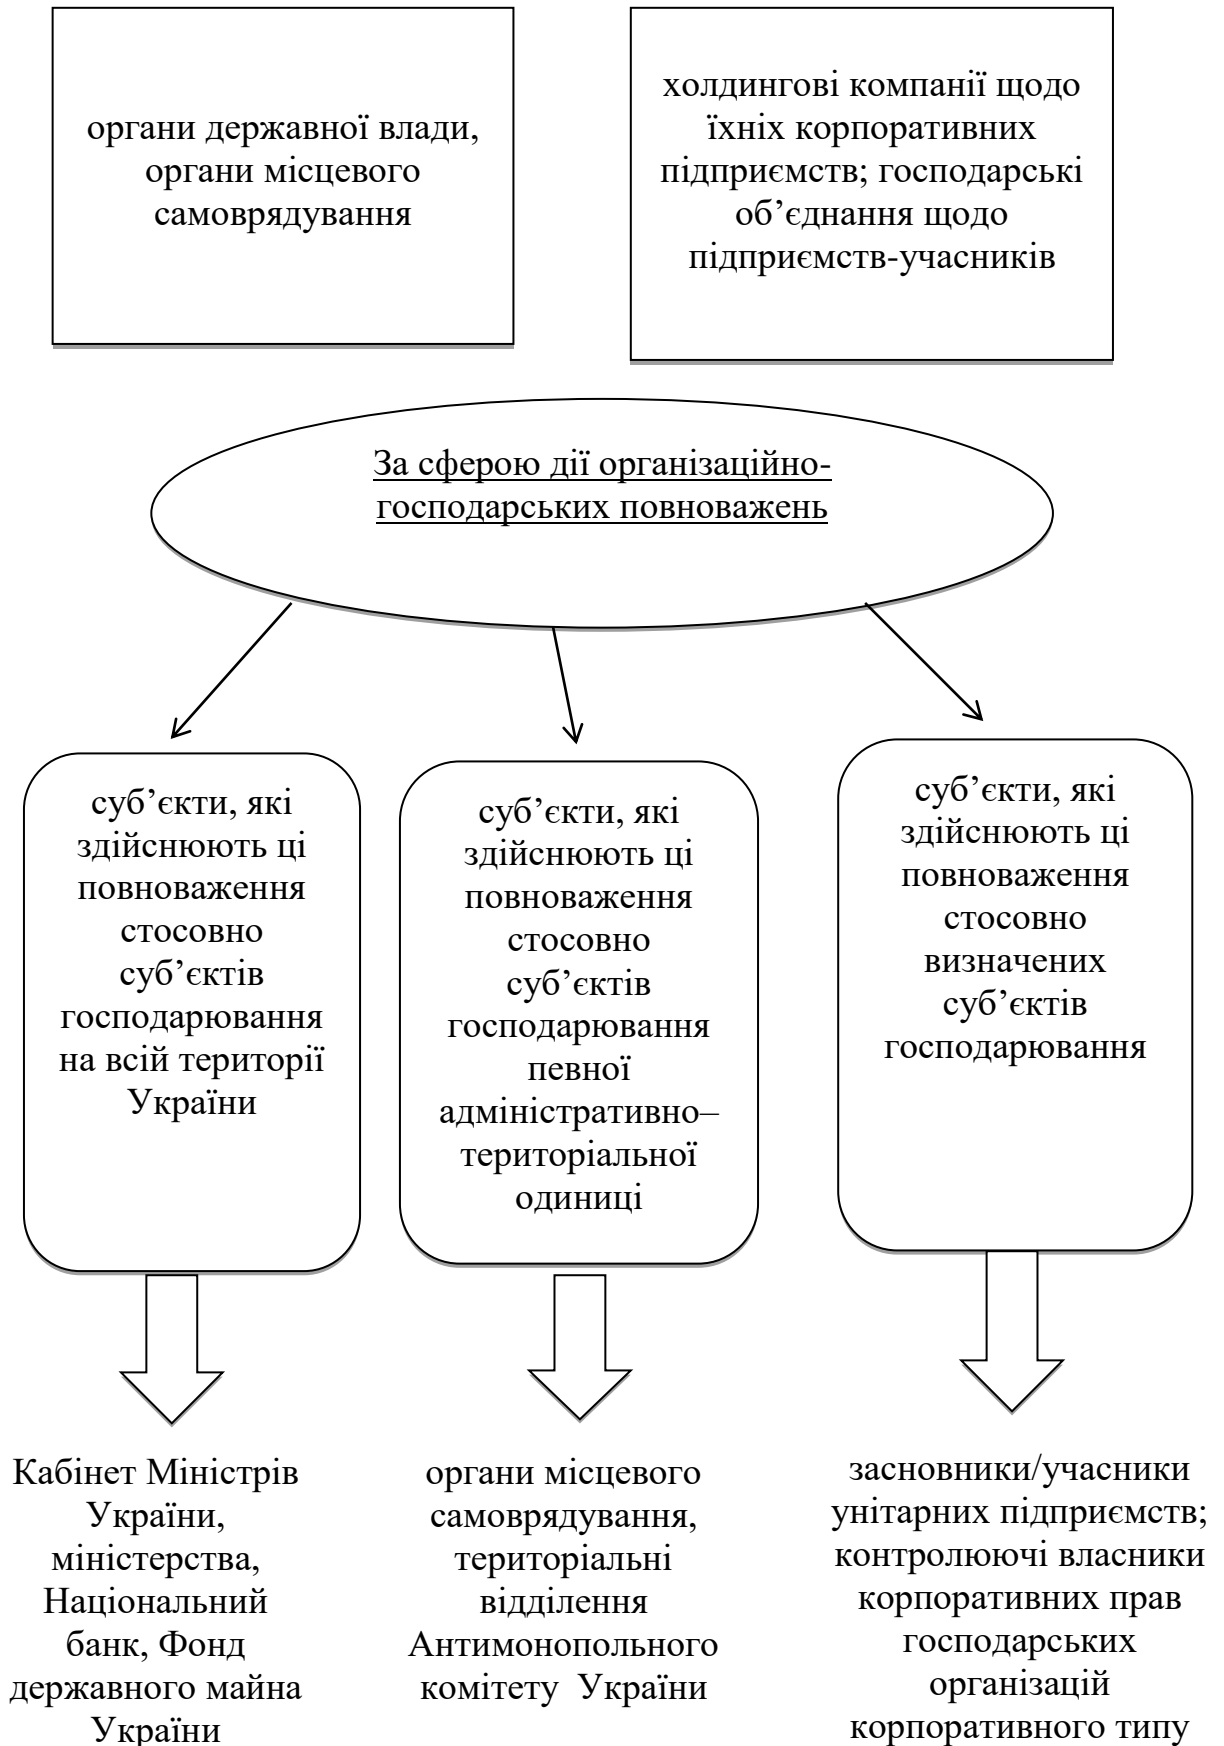 органи державної влади,
органи місцевого
самоврядування
холдингові компанії щодо
їхніх корпоративних
підприємств; господарські
об’єднання щодо
підприємств-учасників
За сферою дії організаційно-
господарських повноважень
суб’єкти, які
здійснюють ці
повноваження
стосовно
суб’єктів
господарювання
на всій території
України
суб’єкти, які
здійснюють ці
повноваження
стосовно
суб’єктів
господарювання
певної
адміністративно–
територіальної
одиниці
суб’єкти, які
здійснюють ці
повноваження
стосовно
визначених
суб’єктів
господарювання
Кабінет Міністрів
України,
міністерства,
Національний
банк, Фонд
державного майна
України
органи місцевого
самоврядування,
територіальні
відділення
Антимонопольного
комітету  України
засновники/учасники
унітарних підприємств;
контролюючі власники
корпоративних прав
господарських
організацій
корпоративного типу